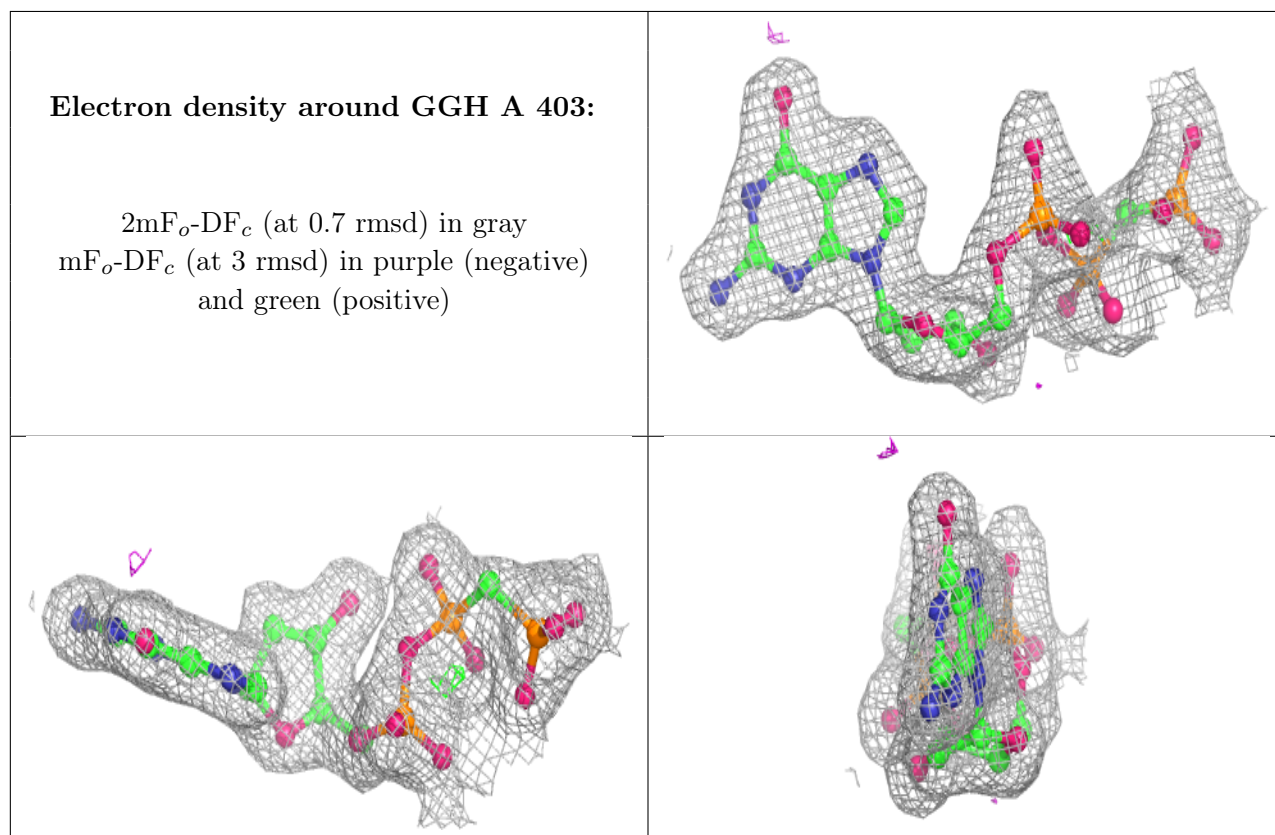 Electron density around GGH A 403:
2mFo-DFc (at 0.7 rmsd) in gray
mFo-DFc (at 3 rmsd) in purple (negative)
and green (positive)